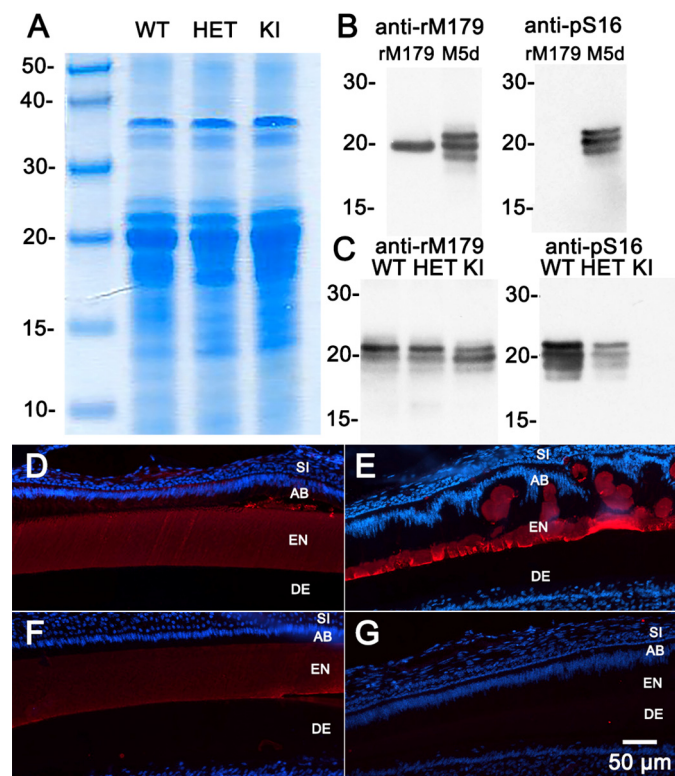 A WT HET KI
50-
40-
30-
20-
15-
10-
B anti-rM179 anti-pS16
rM179 M5d rM179 M5d
30- 30-
20- 20-
15- 15-
C anti-rM179 anti-pS16
WT HET KI WT HET KI
30- 30-
20- 20-
15- 15-
D SI AB EN DE
E SI AB EN DE
F SI AB EN DE
G SI AB EN DE
50 µm